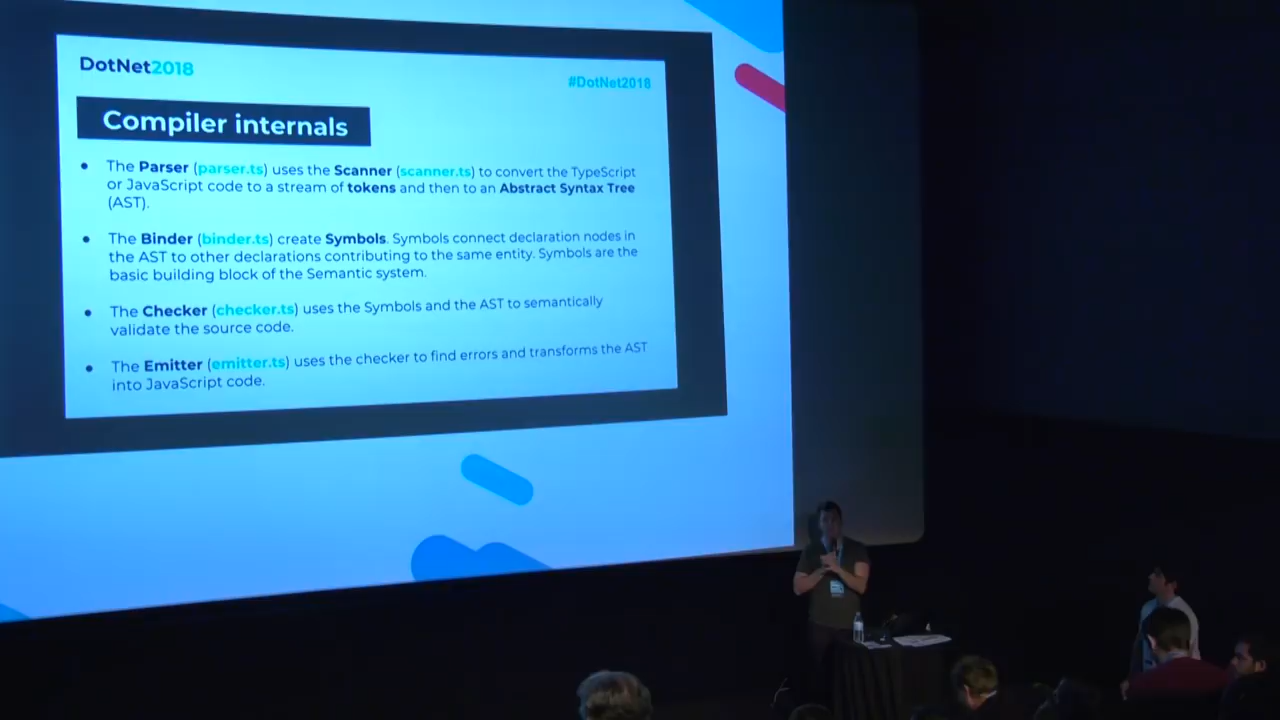 DotNet2018
#DotNet2018
Compiler internals
The Parser (parser.ts) uses the Scanner (scanner.ts) to convert the TypeScript
or JavaScript code to a stream of tokens and then to an Abstract Syntax Tree
(AST).
The Binder (binder.ts) create Symbols. Symbols connect declaration nodes in
the AST to other declarations contributing to the same entity. Symbols are the
basic building block of the Semantic system.
The Checker (checker.ts) uses the Symbols and the AST to semantically
validate the source code.
The Emitter (emitter.ts) uses the checker to find errors and transforms the AST
into JavaScript code.